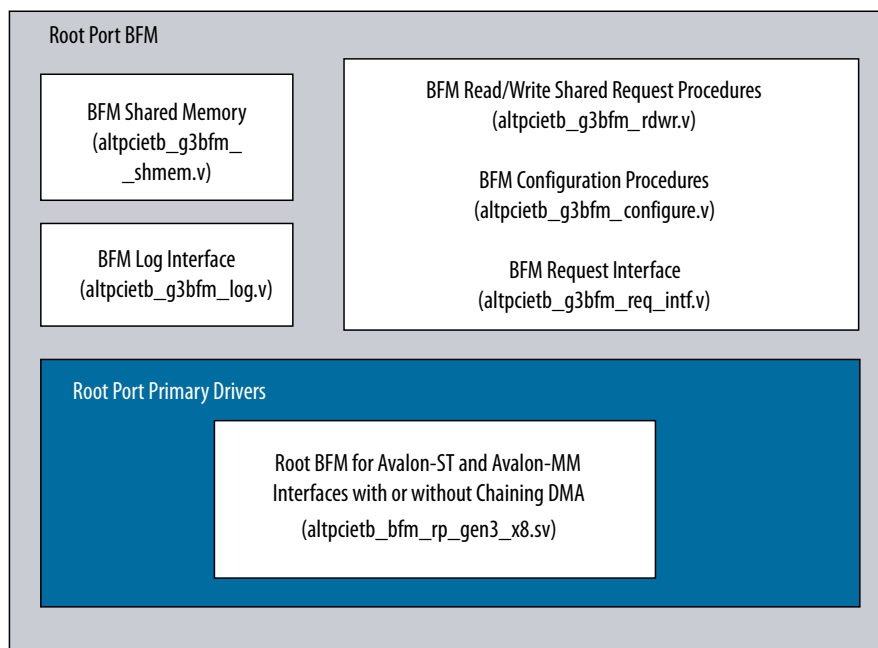 Root Port BFM
BFM Shared Memory
(altpcietb_g3bfm_
_shmem.v)
BFM Log Interface
(altpcietb_g3bfm_log.v)
BFM Read/Write Shared Request Procedures
(altpcietb_g3bfm_rdwr.v)
BFM Configuration Procedures
(altpcietb_g3bfm_configure.v)
BFM Request Interface
(altpcietb_g3bfm_req_intf.v)
Root Port Primary Drivers
Root BFM for Avalon-ST and Avalon-MM
Interfaces with or without Chaining DMA
(altpcietb_bfm_rp_gen3_x8.sv)